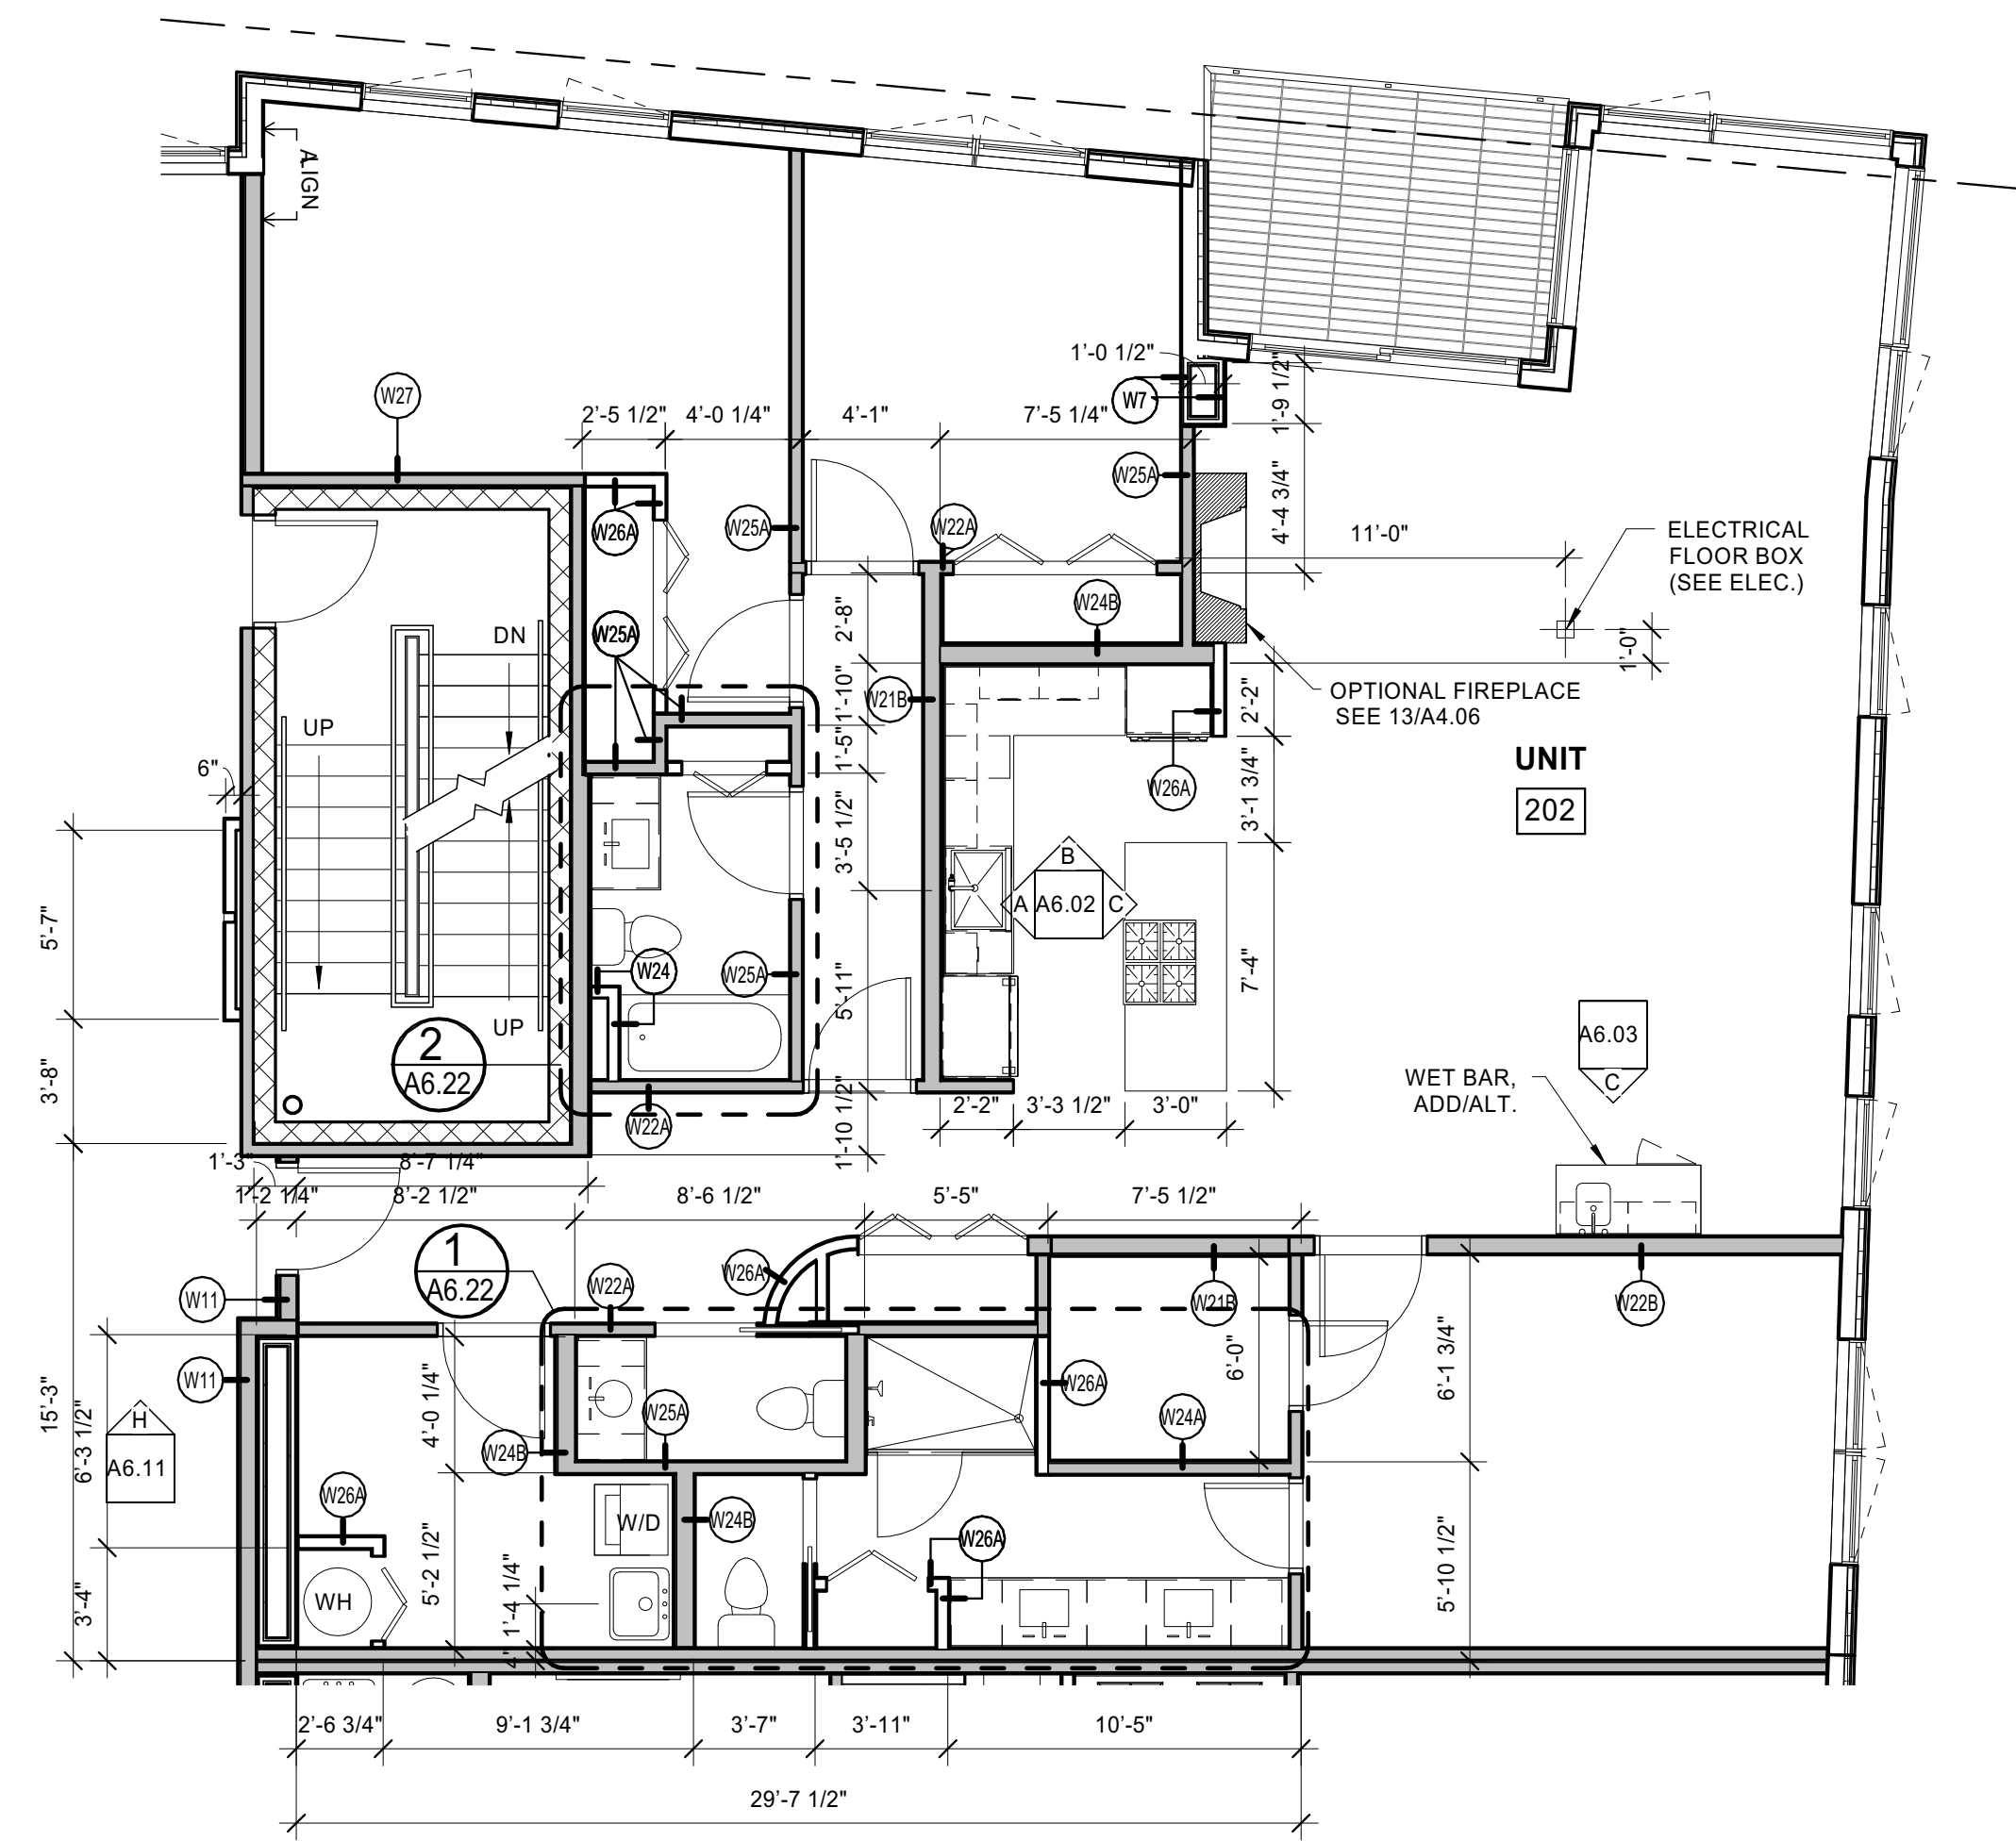 ALIGN
W27
2'-5 1/2"
4'-0 1/4"
4'-1"
7'-5 1/4"
1'-0 1/2"
W7
1'-9 1/2"
W25A
4'-4 3/4"
11'-0"
ELECTRICAL
FLOOR BOX
(SEE ELEC.)
W26A
W25A
W22A
W24B
W25A
DN
UP
2'-8"
1'-0"
1'-10"
W21B
OPTIONAL FIREPLACE
SEE 13/A4.06
2'-2"
UNIT
202
1'-5"
W26A
3'-1 3/4"
6"
3'-5 1/2"
B
A
A6.02
C
5'-7"
W24
W25A
5'-11"
7'-4"
UP
2
A6.22
A6.03
C
WET BAR,
ADD/ALT.
3'-8"
W22A
1'-10 1/2"
2'-2"
3'-3 1/2"
3'-0"
1'-3"
8'-7 1/4"
1'-2 1/4"
8'-2 1/2"
8'-6 1/2"
5'-5"
7'-5 1/2"
1
A6.22
W26A
W22A
W11
W21B
W22B
W11
15'-3"
6'-3 1/2"
H
A6.11
4'-0 1/4"
W25A
W26A
6'-0"
6'-1 3/4"
W24A
W24B
W26A
W/D
W24B
W26A
5'-2 1/2"
1'-4 1/4"
4"
5'-10 1/2"
WH
3'-4"
2'-6 3/4"
9'-1 3/4"
3'-7"
3'-11"
10'-5"
29'-7 1/2"